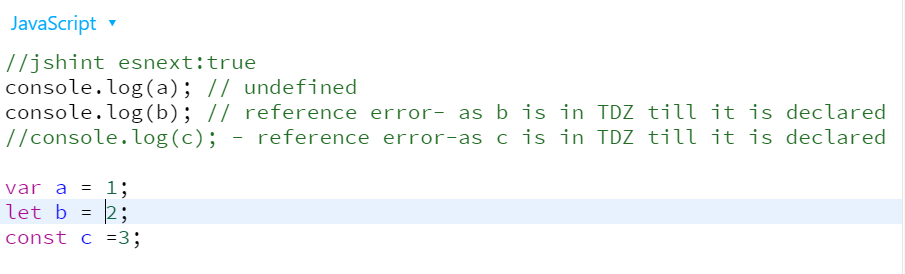 JavaScript
//jshint esnext:true
console.log(a); // undefined
console.log(b); // reference error- as b is in TDZ till it is declared
//console.log(c); - reference error-as c is in TDZ till it is declared
var a = 1;
let b = 2;
const c =3;